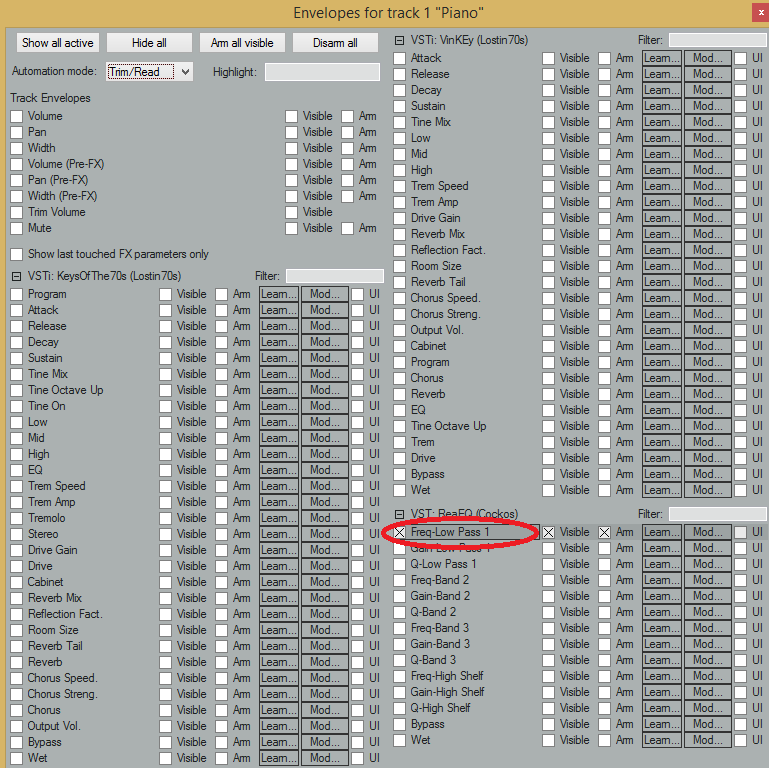 Envelopes for track 1 "Piano"
x
Show all active Hide all Arm all visible Disarm all
Automation mode: Trim/Read Highlight:
Track Envelopes
Volume Visible Arm
Pan Visible Arm
Width Visible Arm
Volume (Pre-FX) Visible Arm
Pan (Pre-FX) Visible Arm
Width (Pre-FX) Visible Arm
Trim Volume Visible
Mute Visible Arm
Show last touched FX parameters only
VSTi: KeysOfThe70s (Lostin70s) Filter:
Program Visible Arm Learn... Mod... UI
Attack Visible Arm Learn... Mod... UI
Release Visible Arm Learn... Mod... UI
Decay Visible Arm Learn... Mod... UI
Sustain Visible Arm Learn... Mod... UI
Tine Mix Visible Arm Learn... Mod... UI
Tine Octave Up Visible Arm Learn... Mod... UI
Tine On Visible Arm Learn... Mod... UI
Low Visible Arm Learn... Mod... UI
Mid Visible Arm Learn... Mod... UI
High Visible Arm Learn... Mod... UI
EQ Visible Arm Learn... Mod... UI
Trem Speed Visible Arm Learn... Mod... UI
Trem Amp Visible Arm Learn... Mod... UI
Tremolo Visible Arm Learn... Mod... UI
Stereo Visible Arm Learn... Mod... UI
Drive Gain Visible Arm Learn... Mod... UI
Drive Visible Arm Learn... Mod... UI
Cabinet Visible Arm Learn... Mod... UI
Reverb Mix Visible Arm Learn... Mod... UI
Reflection Fact. Visible Arm Learn... Mod... UI
Room Size Visible Arm Learn... Mod... UI
Reverb Tail Visible Arm Learn... Mod... UI
Reverb Visible Arm Learn... Mod... UI
Chorus Speed. Visible Arm Learn... Mod... UI
Chorus Streng. Visible Arm Learn... Mod... UI
Chorus Visible Arm Learn... Mod... UI
Output Vol. Visible Arm Learn... Mod... UI
Bypass Visible Arm Learn... Mod... UI
Wet Visible Arm Learn... Mod... UI
VSTi: VinKEy (Lostin70s) Filter:
Attack Visible Arm Learn... Mod... UI
Release Visible Arm Learn... Mod... UI
Decay Visible Arm Learn... Mod... UI
Sustain Visible Arm Learn... Mod... UI
Tine Mix Visible Arm Learn... Mod... UI
Low Visible Arm Learn... Mod... UI
Mid Visible Arm Learn... Mod... UI
High Visible Arm Learn... Mod... UI
Trem Speed Visible Arm Learn... Mod... UI
Trem Amp Visible Arm Learn... Mod... UI
Drive Gain Visible Arm Learn... Mod... UI
Reverb Mix Visible Arm Learn... Mod... UI
Reflection Fact. Visible Arm Learn... Mod... UI
Room Size Visible Arm Learn... Mod... UI
Reverb Tail Visible Arm Learn... Mod... UI
Chorus Speed. Visible Arm Learn... Mod... UI
Chorus Streng. Visible Arm Learn... Mod... UI
Output Vol. Visible Arm Learn... Mod... UI
Cabinet Visible Arm Learn... Mod... UI
Program Visible Arm Learn... Mod... UI
Chorus Visible Arm Learn... Mod... UI
Reverb Visible Arm Learn... Mod... UI
EQ Visible Arm Learn... Mod... UI
Tine Octave Up Visible Arm Learn... Mod... UI
Trem Visible Arm Learn... Mod... UI
Drive Visible Arm Learn... Mod... UI
Bypass Visible Arm Learn... Mod... UI
Wet Visible Arm Learn... Mod... UI
VST: ReaEQ (Cockos) Filter:
Freq-Low Pass 1 Visible Arm Learn... Mod... UI
Gain-Low Pass 1 Visible Arm Learn... Mod... UI
Q-Low Pass 1 Visible Arm Learn... Mod... UI
Freq-Band 2 Visible Arm Learn... Mod... UI
Gain-Band 2 Visible Arm Learn... Mod... UI
Q-Band 2 Visible Arm Learn... Mod... UI
Freq-Band 3 Visible Arm Learn... Mod... UI
Gain-Band 3 Visible Arm Learn... Mod... UI
Q-Band 3 Visible Arm Learn... Mod... UI
Freq-High Shelf Visible Arm Learn... Mod... UI
Gain-High Shelf Visible Arm Learn... Mod... UI
Q-High Shelf Visible Arm Learn... Mod... UI
Bypass Visible Arm Learn... Mod... UI
Wet Visible Arm Learn... Mod... UI